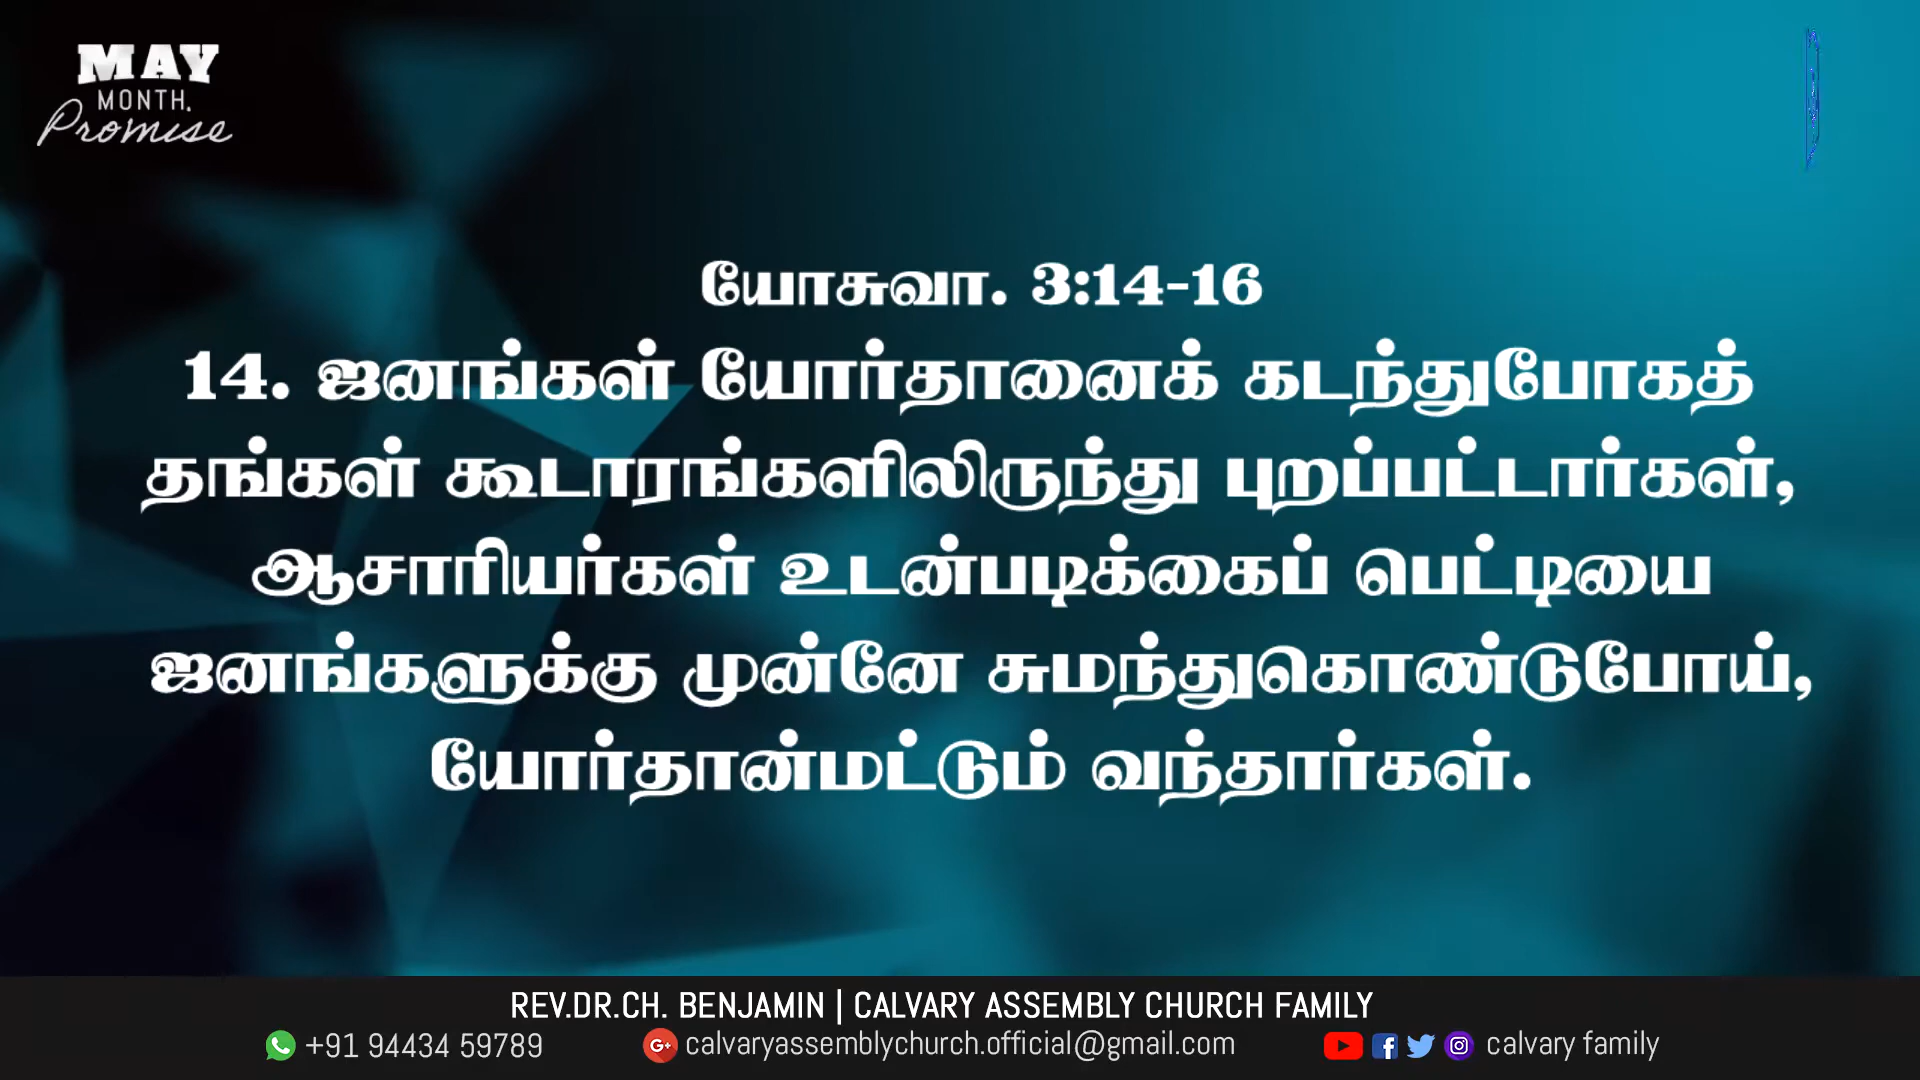 MAY
MONTH,
Promise
யோசுவா. 3:14-16
14. ஜனங்கள் யோர்தானைக் கடந்துபோகத்
தங்கள் கூடாரங்களிலிருந்து புறப்பட்டார்கள்,
ஆசாரியர்கள் உடன்படிக்கைப் பெட்டியை
ஜனங்களுக்கு முன்னே சுமந்துகொண்டுபோய்,
யோர்தான்மட்டும் வந்தார்கள்.
REV.DR.CH. BENJAMIN | CALVARY ASSEMBLY CHURCH FAMILY
+91 94434 59789 calvaryassemblychurch.official@gmail.com calvary family